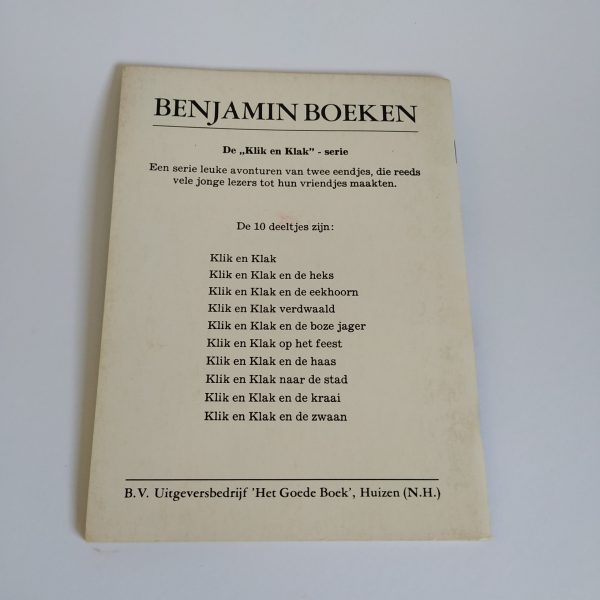 BENJAMIN BOEKEN
De „Klik en Klak” - serie
Een serie leuke avonturen van twee eendjes, die reeds
vele jonge lezers tot hun vriendjes maakten.
De 10 deeltjes zijn:
Klik en Klak
Klik en Klak en de heks
Klik en Klak en de eekhoorn
Klik en Klak verdwaald
Klik en Klak en de boze jager
Klik en Klak op het feest
Klik en Klak en de haas
Klik en Klak naar de stad
Klik en Klak en de kraai
Klik en Klak en de zwaan
B.V. Uitgeversbedrijf 'Het Goede Boek', Huizen (N.H.)